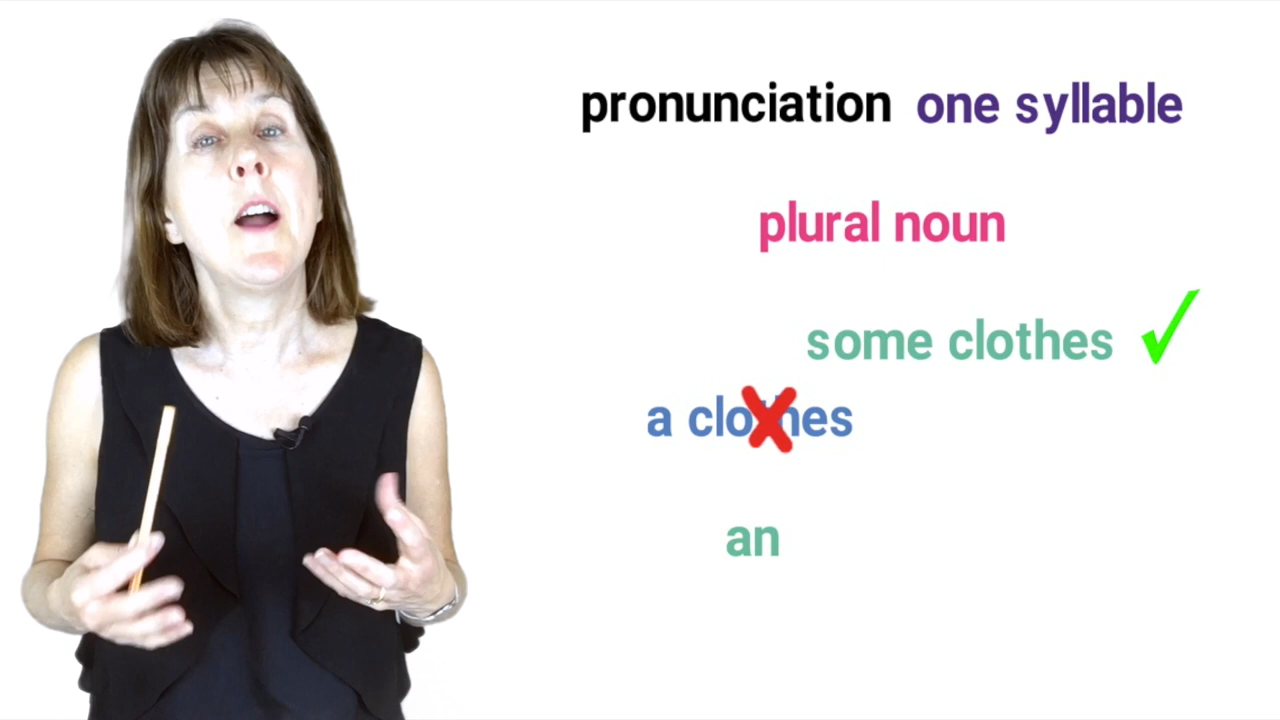 pronunciation one syllable
plural noun
some clothes
a clothes
an